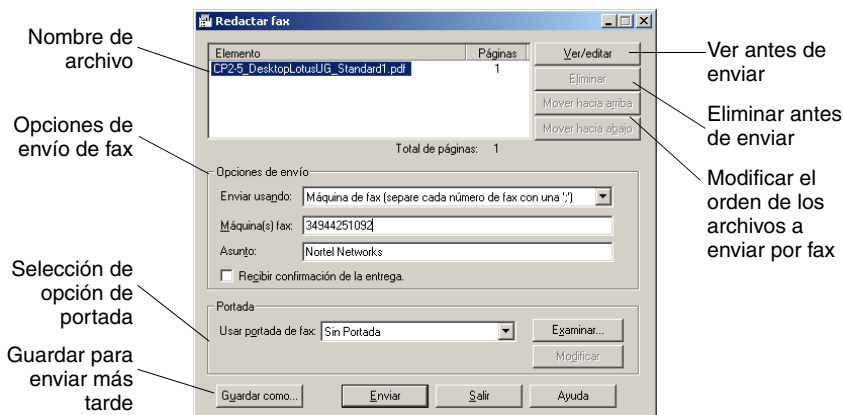 Redactar fax
Nombre de
archivo
Elemento
Páginas
CP2-5_DesktopLotusUG_Standard1.pdf
1
Ver/editar
Eliminar
Mover hacia arriba
Mover hacia abajo
Ver antes de
enviar
Eliminar antes
de enviar
Modificar el
orden de los
archivos a
enviar por fax
Total de páginas: 1
Opciones de
envío de fax
Opciones de envío
Enviar usando: Máquina de fax (separe cada número de fax con una ';')
Máquina(s) fax: 34944251092
Asunto: Nortel Networks
Recibir confirmación de la entrega.
Selección de
opción de
portada
Portada
Usar portada de fax: Sin Portada
Examinar...
Modificar
Guardar para
enviar más
tarde
Guardar como...
Enviar
Salir
Ayuda